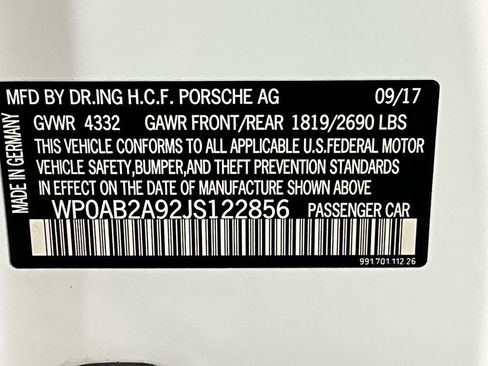 MFD BY DR.ING H.C.F. PORSCHE AG 09/17
GVWR 4332 GAWR FRONT/REAR 1819/2690 LBS
THIS VEHICLE CONFORMS TO ALL APPLICABLE U.S.FEDERAL MOTOR
VEHICLE SAFETY,BUMPER,AND THEFT PREVENTION STANDARDS
IN EFFECT ON THE DATE OF MANUFACTURE SHOWN ABOVE
WP0AB2A92JS122856 PASSENGER CAR
991.701.112.26
MADE IN GERMANY